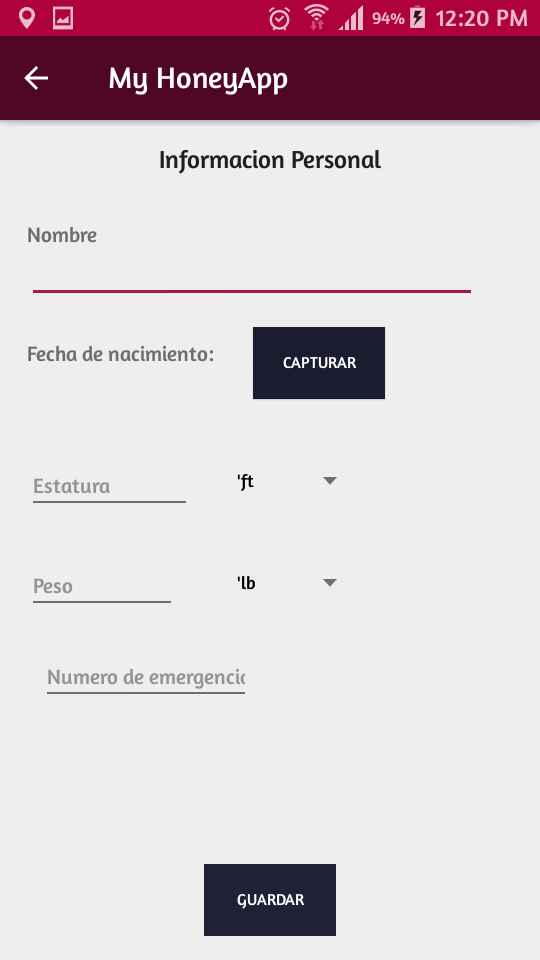 94% 12:20 PM
My HoneyApp
Informacion Personal
Nombre
Fecha de nacimiento: CAPTURAR
Estatura 'ft
Peso 'lb
Numero de emergenci
GUARDAR